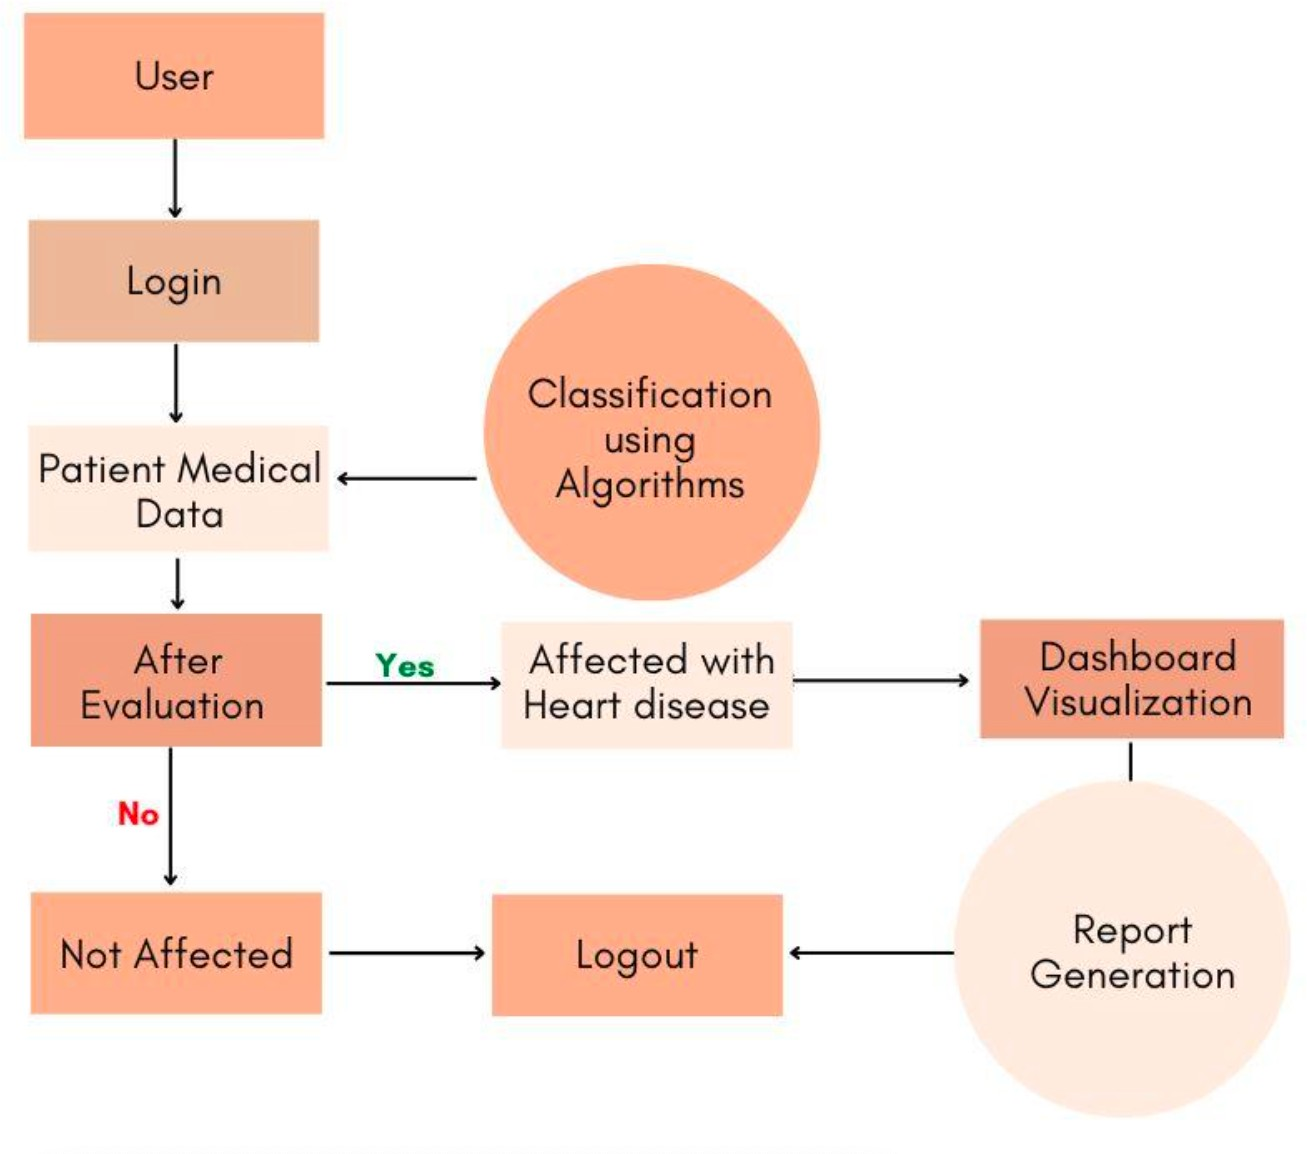 User
Login
Classification
using
Algorithms
Patient Medical
Data
After
Evaluation
Yes
Affected with
Heart disease
Dashboard
Visualization
No
Not Affected
Logout
Report
Generation